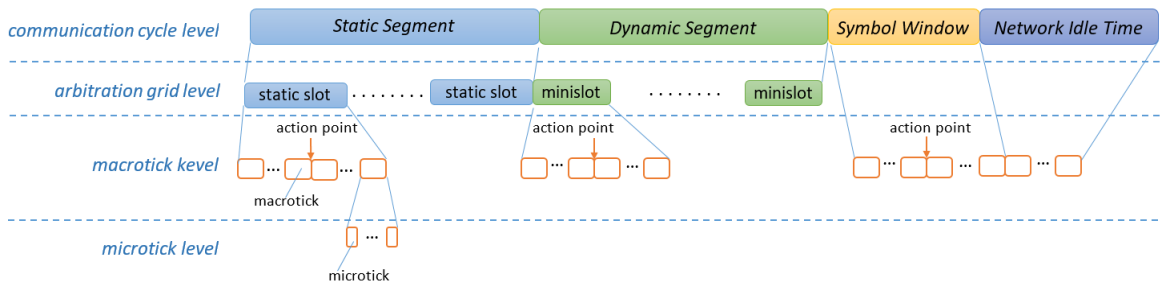 communication cycle level Static Segment Dynamic Segment Symbol Window Network Idle Time
arbitration grid level static slot ........ static slot minislot ........ minislot
action point action point action point
macrotick kevel ... ... ... ... ... ... ...
macrotick
microtick level ...
microtick